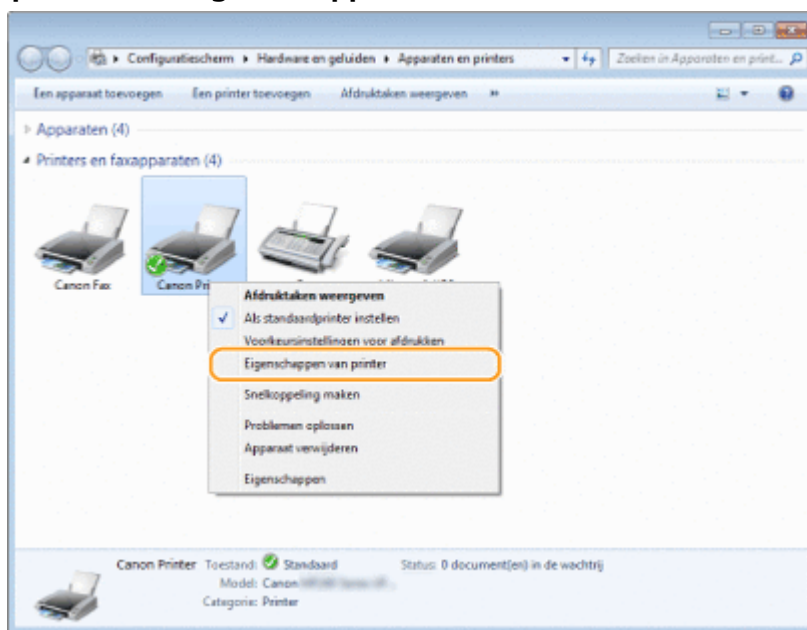 Configuratiescherm ▸ Hardware en geluiden ▸ Apparaten en printers
Zoeken in Apparaten en print...
Een apparaat toevoegen Een printer toevoegen Afdruktaken weergeven »
Apparaten (4)
Printers en faxapparaten (4)
Canon Fax
Canon
Afdruktaken weergeven
Als standaardprinter instellen
Voorkeursinstellingen voor afdrukken
Eigenschappen van printer
Snelkoppeling maken
Problemen oplossen
Apparaat verwijderen
Eigenschappen
Canon Printer Toestand: Standaard Status: 0 document(en) in de wachtrij
Model: Canon
Categorie: Printer